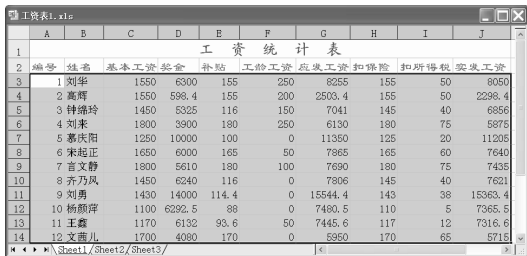 工资表1.xls
A B C D E F G H I J
1 工 资 统 计 表
2 编号 姓名 基本工资 奖金 补贴 工龄工资 应发工资 扣保险 扣所得税 实发工资
3 1 刘华 1550 6300 155 250 8255 155 50 8050
4 2 高辉 1550 598.4 155 200 2503.4 155 50 2298.4
5 3 钟绵玲 1450 5325 116 150 7041 145 40 6856
6 4 刘来 1800 3900 180 250 6130 180 75 5875
7 5 慕庆阳 1250 10000 100 0 11350 125 20 11205
8 6 宋起正 1650 6000 165 50 7865 165 60 7640
9 7 言文静 1800 5610 180 100 7690 180 75 7435
10 8 齐乃风 1450 6240 116 0 7806 145 40 7621
11 9 刘勇 1430 14000 114.4 0 15544.4 143 38 15363.4
12 10 杨颜萍 1100 6292.5 88 0 7480.5 110 5 7365.5
13 11 王鑫 1170 6132 93.6 50 7445.6 117 12 7316.6
14 12 文茜儿 1700 4080 170 0 5950 170 65 5715
Sheet1 / Sheet2 / Sheet3 /